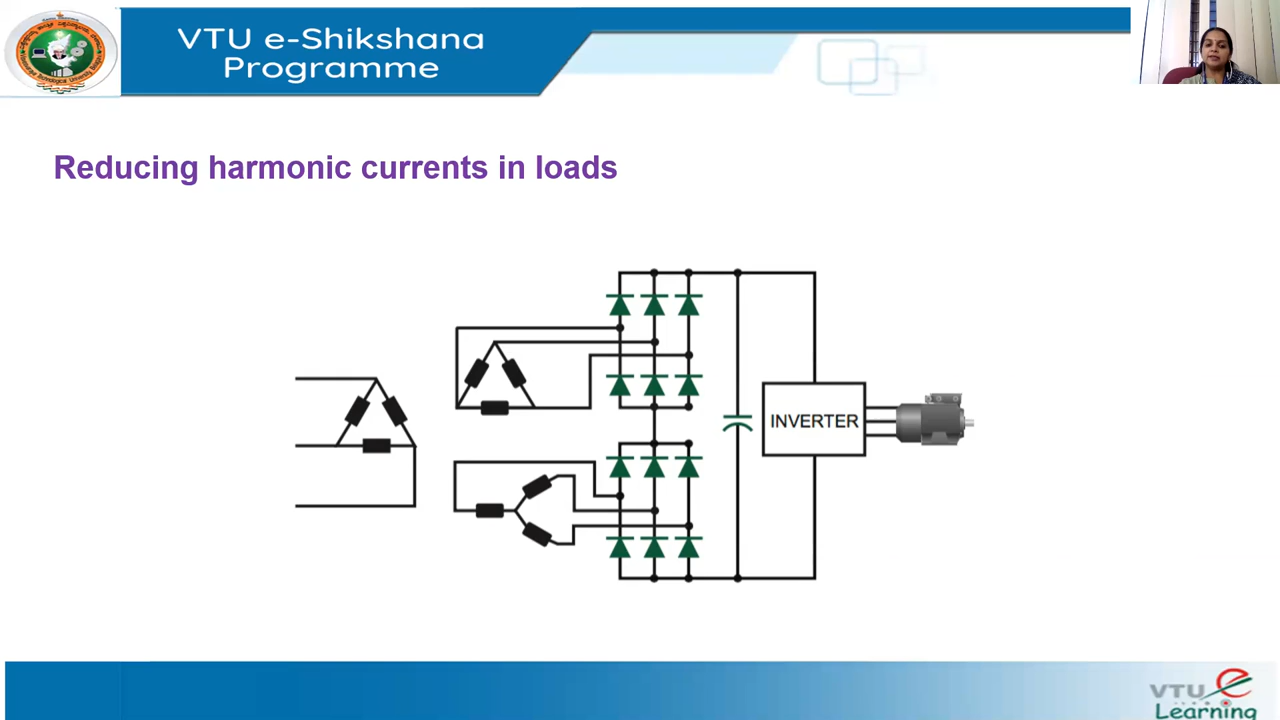 VTU e-Shikshana
Programme
Reducing harmonic currents in loads
INVERTER
VTU e
Learning